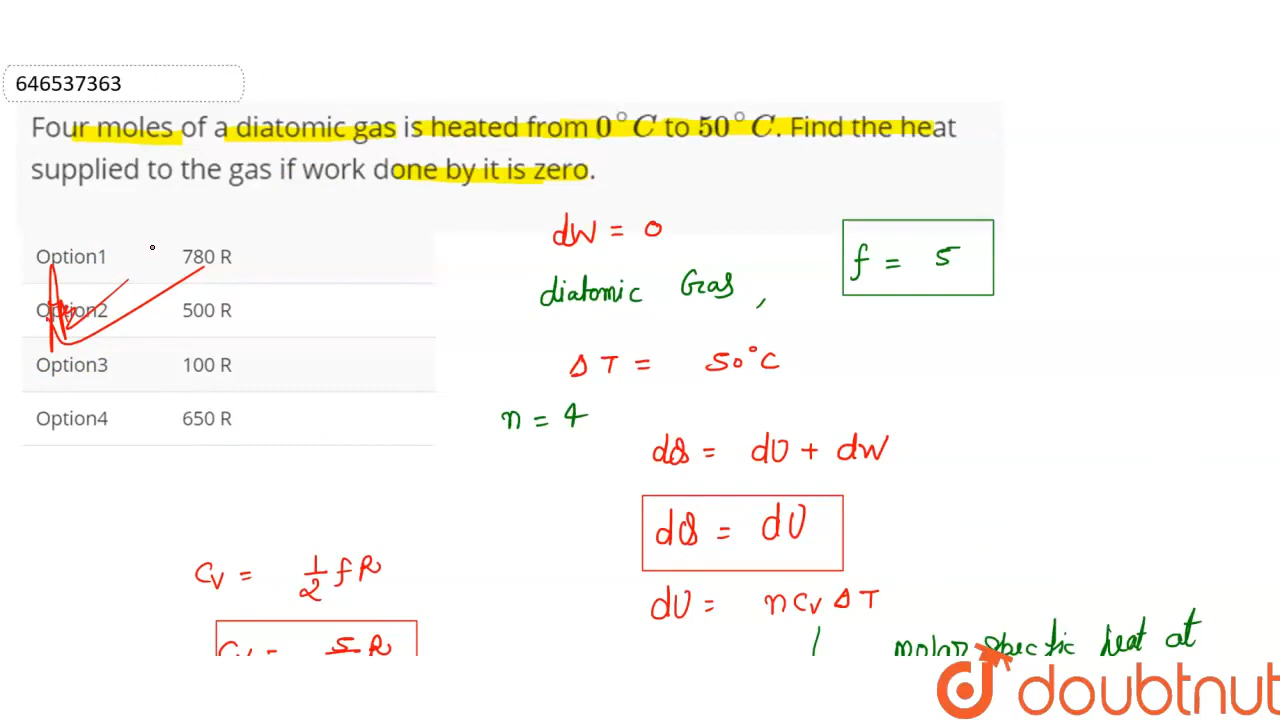 646537363
Four moles of a diatomic gas is heated from 0°C to 50°C. Find the heat
supplied to the gas if work done by it is zero.
Option1 780 R
Option2 500 R
Option3 100 R
Option4 650 R
dW = 0
diatomic Gas,
f = 5
ΔT = 50°C
n = 4
dQ = dU + dW
dQ = dU
dU = nCv ΔT
Cv = 1/2 fR
Cv = 5 R
molar specific heat at
doubtnut